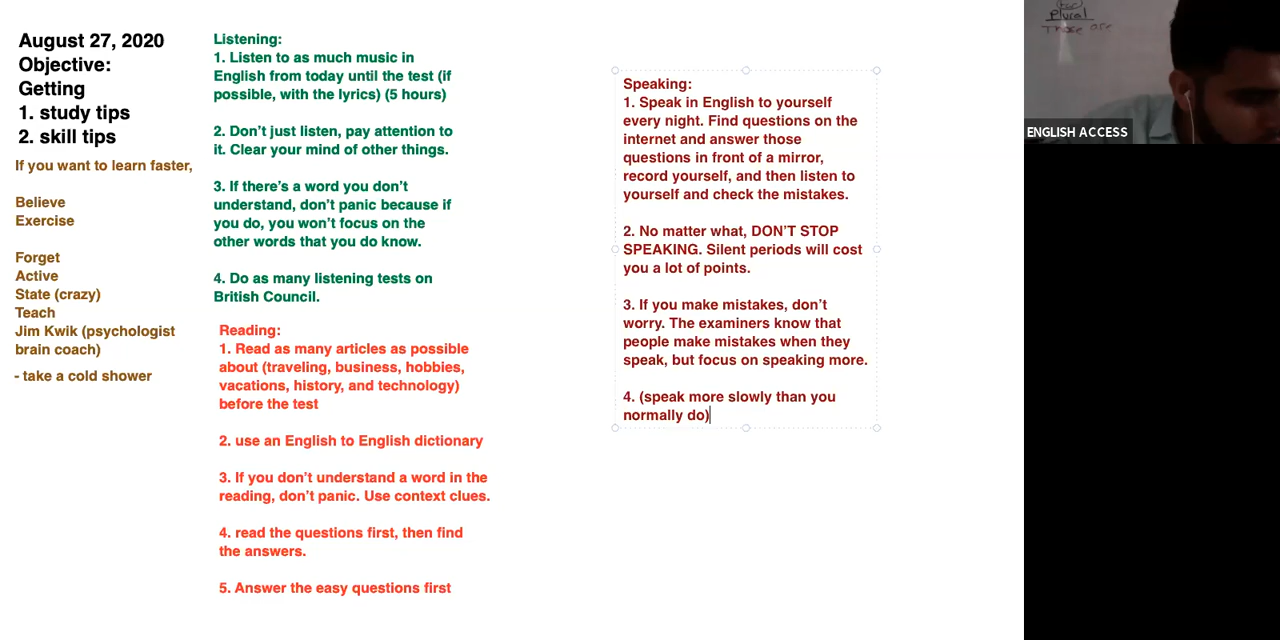 August 27, 2020
Objective:
Getting
1. study tips
2. skill tips
If you want to learn faster,
Believe
Exercise
Forget
Active
State (crazy)
Teach
Jim Kwik (psychologist
brain coach)
- take a cold shower
Listening:
1. Listen to as much music in
English from today until the test (if
possible, with the lyrics) (5 hours)
2. Don’t just listen, pay attention to
it. Clear your mind of other things.
3. If there’s a word you don’t
understand, don’t panic because if
you do, you won’t focus on the
other words that you do know.
4. Do as many listening tests on
British Council.
Reading:
1. Read as many articles as possible
about (traveling, business, hobbies,
vacations, history, and technology)
before the test
2. use an English to English dictionary
3. If you don’t understand a word in the
reading, don’t panic. Use context clues.
4. read the questions first, then find
the answers.
5. Answer the easy questions first
Speaking:
1. Speak in English to yourself
every night. Find questions on the
internet and answer those
questions in front of a mirror,
record yourself, and then listen to
yourself and check the mistakes.
2. No matter what, DON’T STOP
SPEAKING. Silent periods will cost
you a lot of points.
3. If you make mistakes, don’t
worry. The examiners know that
people make mistakes when they
speak, but focus on speaking more.
4. (speak more slowly than you
normally do)
Plural
Those are
ENGLISH ACCESS